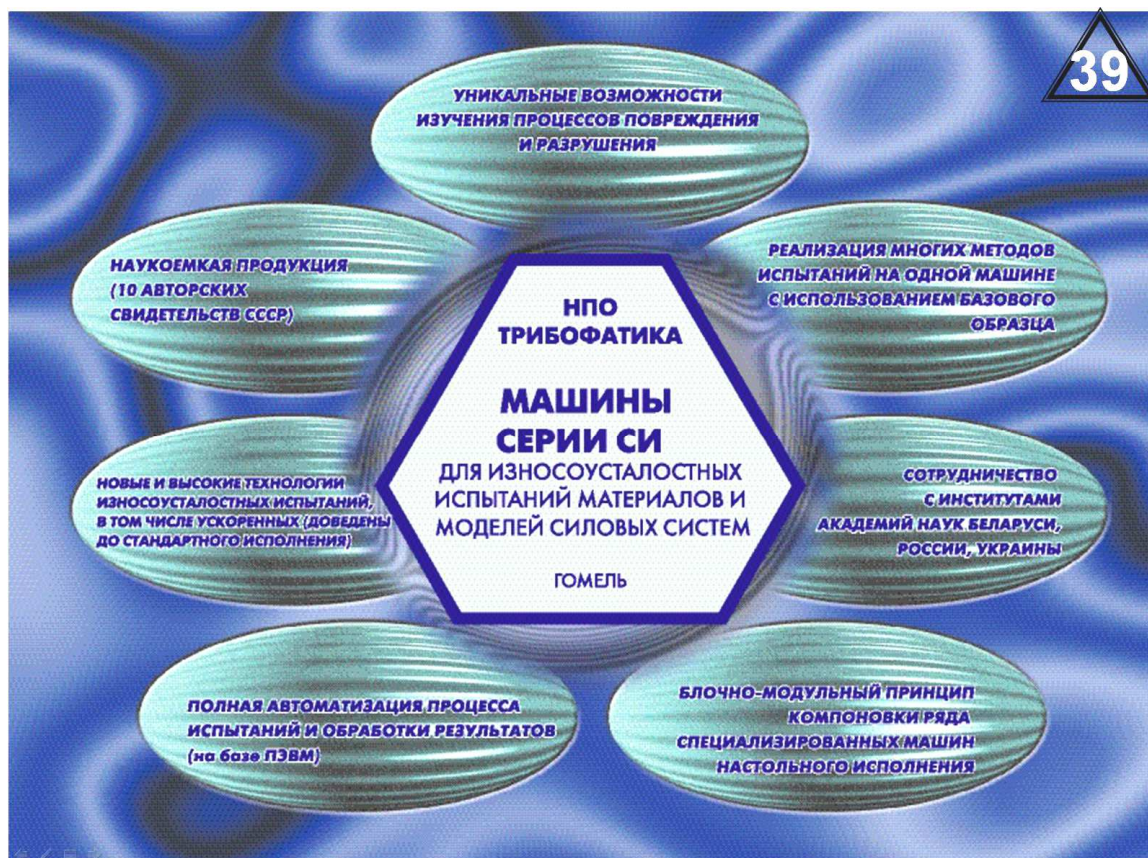 39
УНИКАЛЬНЫЕ ВОЗМОЖНОСТИ
ИЗУЧЕНИЯ ПРОЦЕССОВ ПОВРЕЖДЕНИЯ
И РАЗРУШЕНИЯ
НАУКОЕМКАЯ ПРОДУКЦИЯ
(10 АВТОРСКИХ
СВИДЕТЕЛЬСТВ СССР)
РЕАЛИЗАЦИЯ МНОГИХ МЕТОДОВ
ИСПЫТАНИЙ НА ОДНОЙ МАШИНЕ
С ИСПОЛЬЗОВАНИЕМ БАЗОВОГО
ОБРАЗЦА
НПО
ТРИБОФАТИКА
МАШИНЫ
СЕРИИ СИ
ДЛЯ ИЗНОСОУСТАЛОСТНЫХ
ИСПЫТАНИЙ МАТЕРИАЛОВ И
МОДЕЛЕЙ СИЛОВЫХ СИСТЕМ
ГОМЕЛЬ
НОВЫЕ И ВЫСОКИЕ ТЕХНОЛОГИИ
ИЗНОСОУСТАЛОСТНЫХ ИСПЫТАНИЙ,
В ТОМ ЧИСЛЕ УСКОРЕННЫХ (ДОВЕДЕНЫ
ДО СТАНДАРТНОГО ИСПОЛНЕНИЯ)
СОТРУДНИЧЕСТВО
С ИНСТИТУТАМИ
АКАДЕМИЙ НАУК БЕЛАРУСИ,
РОССИИ, УКРАИНЫ
ПОЛНАЯ АВТОМАТИЗАЦИЯ ПРОЦЕССА
ИСПЫТАНИЙ И ОБРАБОТКИ РЕЗУЛЬТАТОВ
(на базе ПЭВМ)
БЛОЧНО-МОДУЛЬНЫЙ ПРИНЦИП
КОМПОНОВКИ РЯДА
СПЕЦИАЛИЗИРОВАННЫХ МАШИН
НАСТОЛЬНОГО ИСПОЛНЕНИЯ